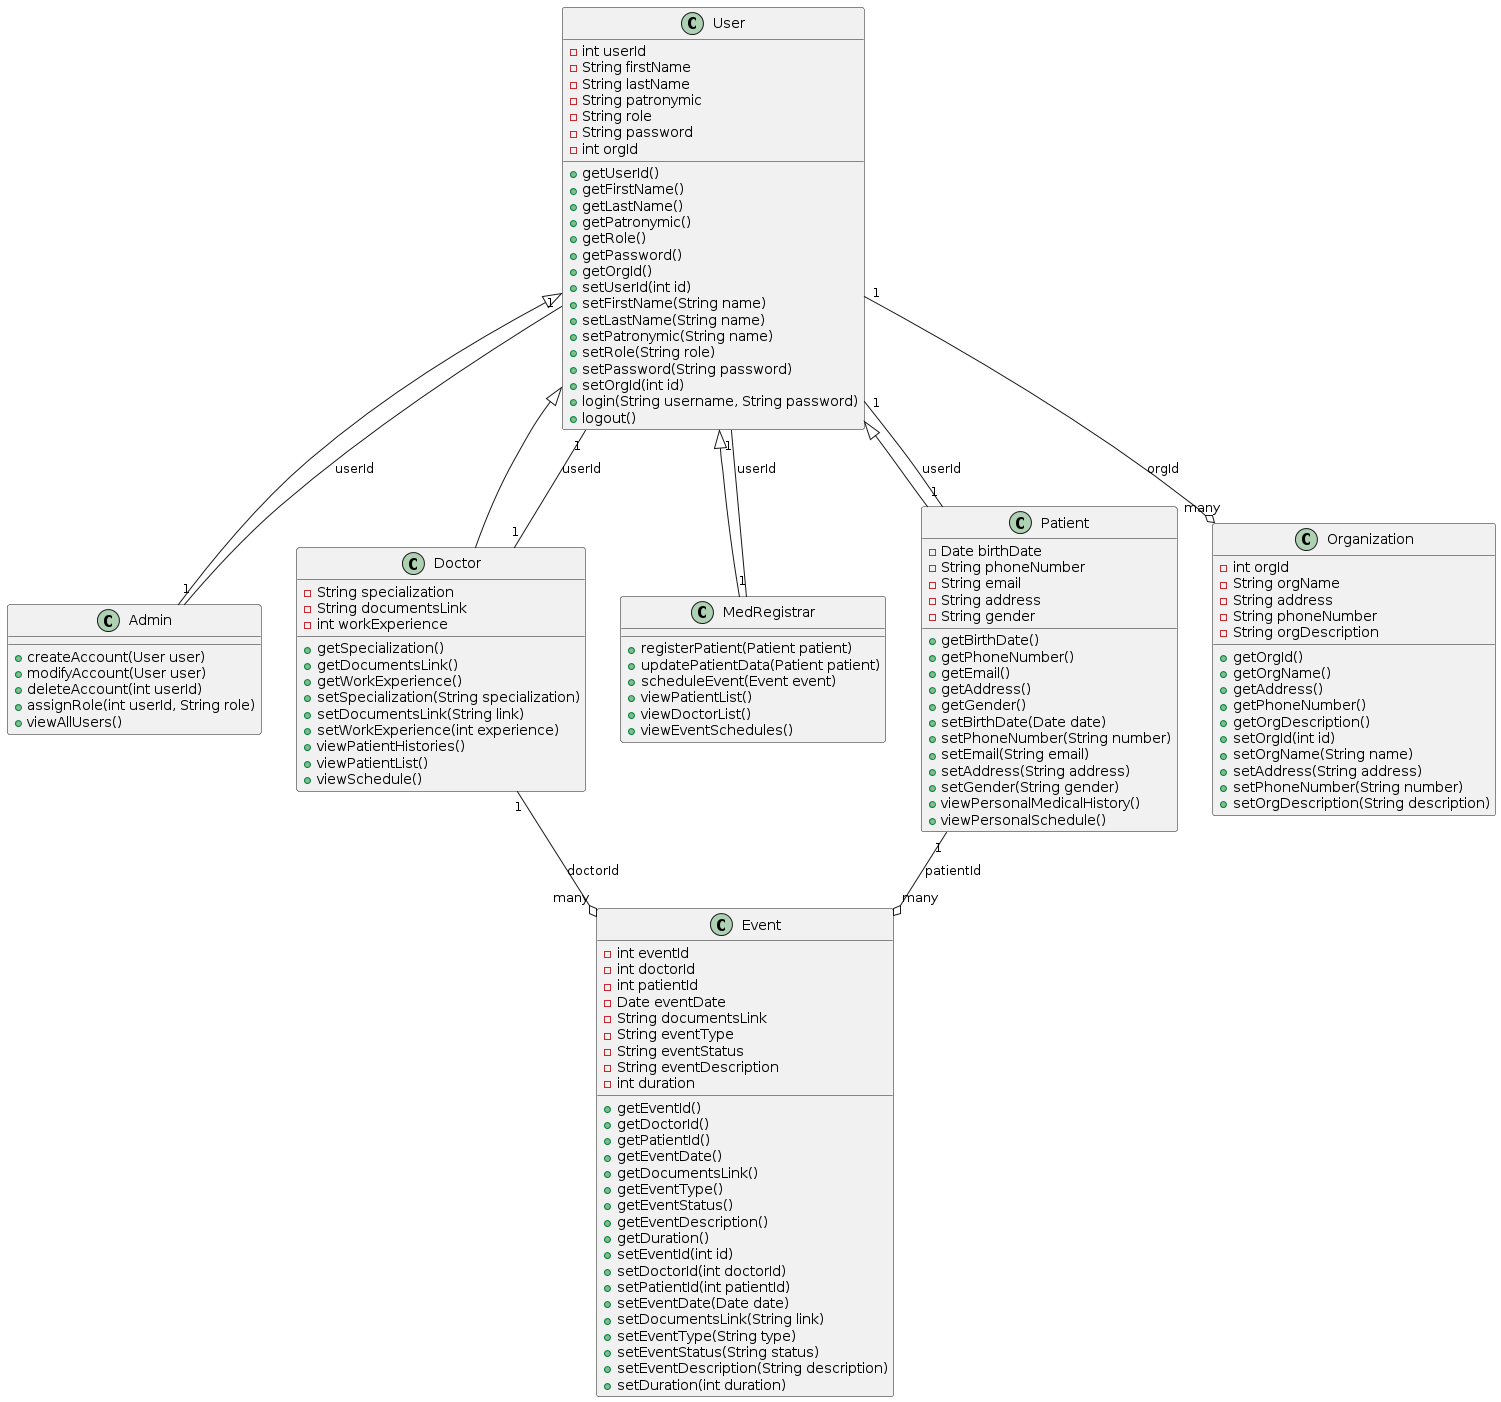 C User
int userId
String firstName
String lastName
String patronymic
String role
String password
int orgId
getUserId()
getFirstName()
getLastName()
getPatronymic()
getRole()
getPassword()
getOrgId()
setUserId(int id)
setFirstName(String name)
setLastName(String name)
setPatronymic(String name)
setRole(String role)
setPassword(String password)
setOrgId(int id)
login(String username, String password)
logout()
1
1
1
1
1
userId
userId
userId
userId
orgId
1
1
1
1
many
C Admin
createAccount(User user)
modifyAccount(User user)
deleteAccount(int userId)
assignRole(int userId, String role)
viewAllUsers()
C Doctor
String specialization
String documentsLink
int workExperience
getSpecialization()
getDocumentsLink()
getWorkExperience()
setSpecialization(String specialization)
setDocumentsLink(String link)
setWorkExperience(int experience)
viewPatientHistories()
viewPatientList()
viewSchedule()
C MedRegistrar
registerPatient(Patient patient)
updatePatientData(Patient patient)
scheduleEvent(Event event)
viewPatientList()
viewDoctorList()
viewEventSchedules()
C Patient
Date birthDate
String phoneNumber
String email
String address
String gender
getBirthDate()
getPhoneNumber()
getEmail()
getAddress()
getGender()
setBirthDate(Date date)
setPhoneNumber(String number)
setEmail(String email)
setAddress(String address)
setGender(String gender)
viewPersonalMedicalHistory()
viewPersonalSchedule()
C Organization
int orgId
String orgName
String address
String phoneNumber
String orgDescription
getOrgId()
getOrgName()
getAddress()
getPhoneNumber()
getOrgDescription()
setOrgId(int id)
setOrgName(String name)
setAddress(String address)
setPhoneNumber(String number)
setOrgDescription(String description)
1
1
doctorId
patientId
many
many
C Event
int eventId
int doctorId
int patientId
Date eventDate
String documentsLink
String eventType
String eventStatus
String eventDescription
int duration
getEventId()
getDoctorId()
getPatientId()
getEventDate()
getDocumentsLink()
getEventType()
getEventStatus()
getEventDescription()
getDuration()
setEventId(int id)
setDoctorId(int doctorId)
setPatientId(int patientId)
setEventDate(Date date)
setDocumentsLink(String link)
setEventType(String type)
setEventStatus(String status)
setEventDescription(String description)
setDuration(int duration)